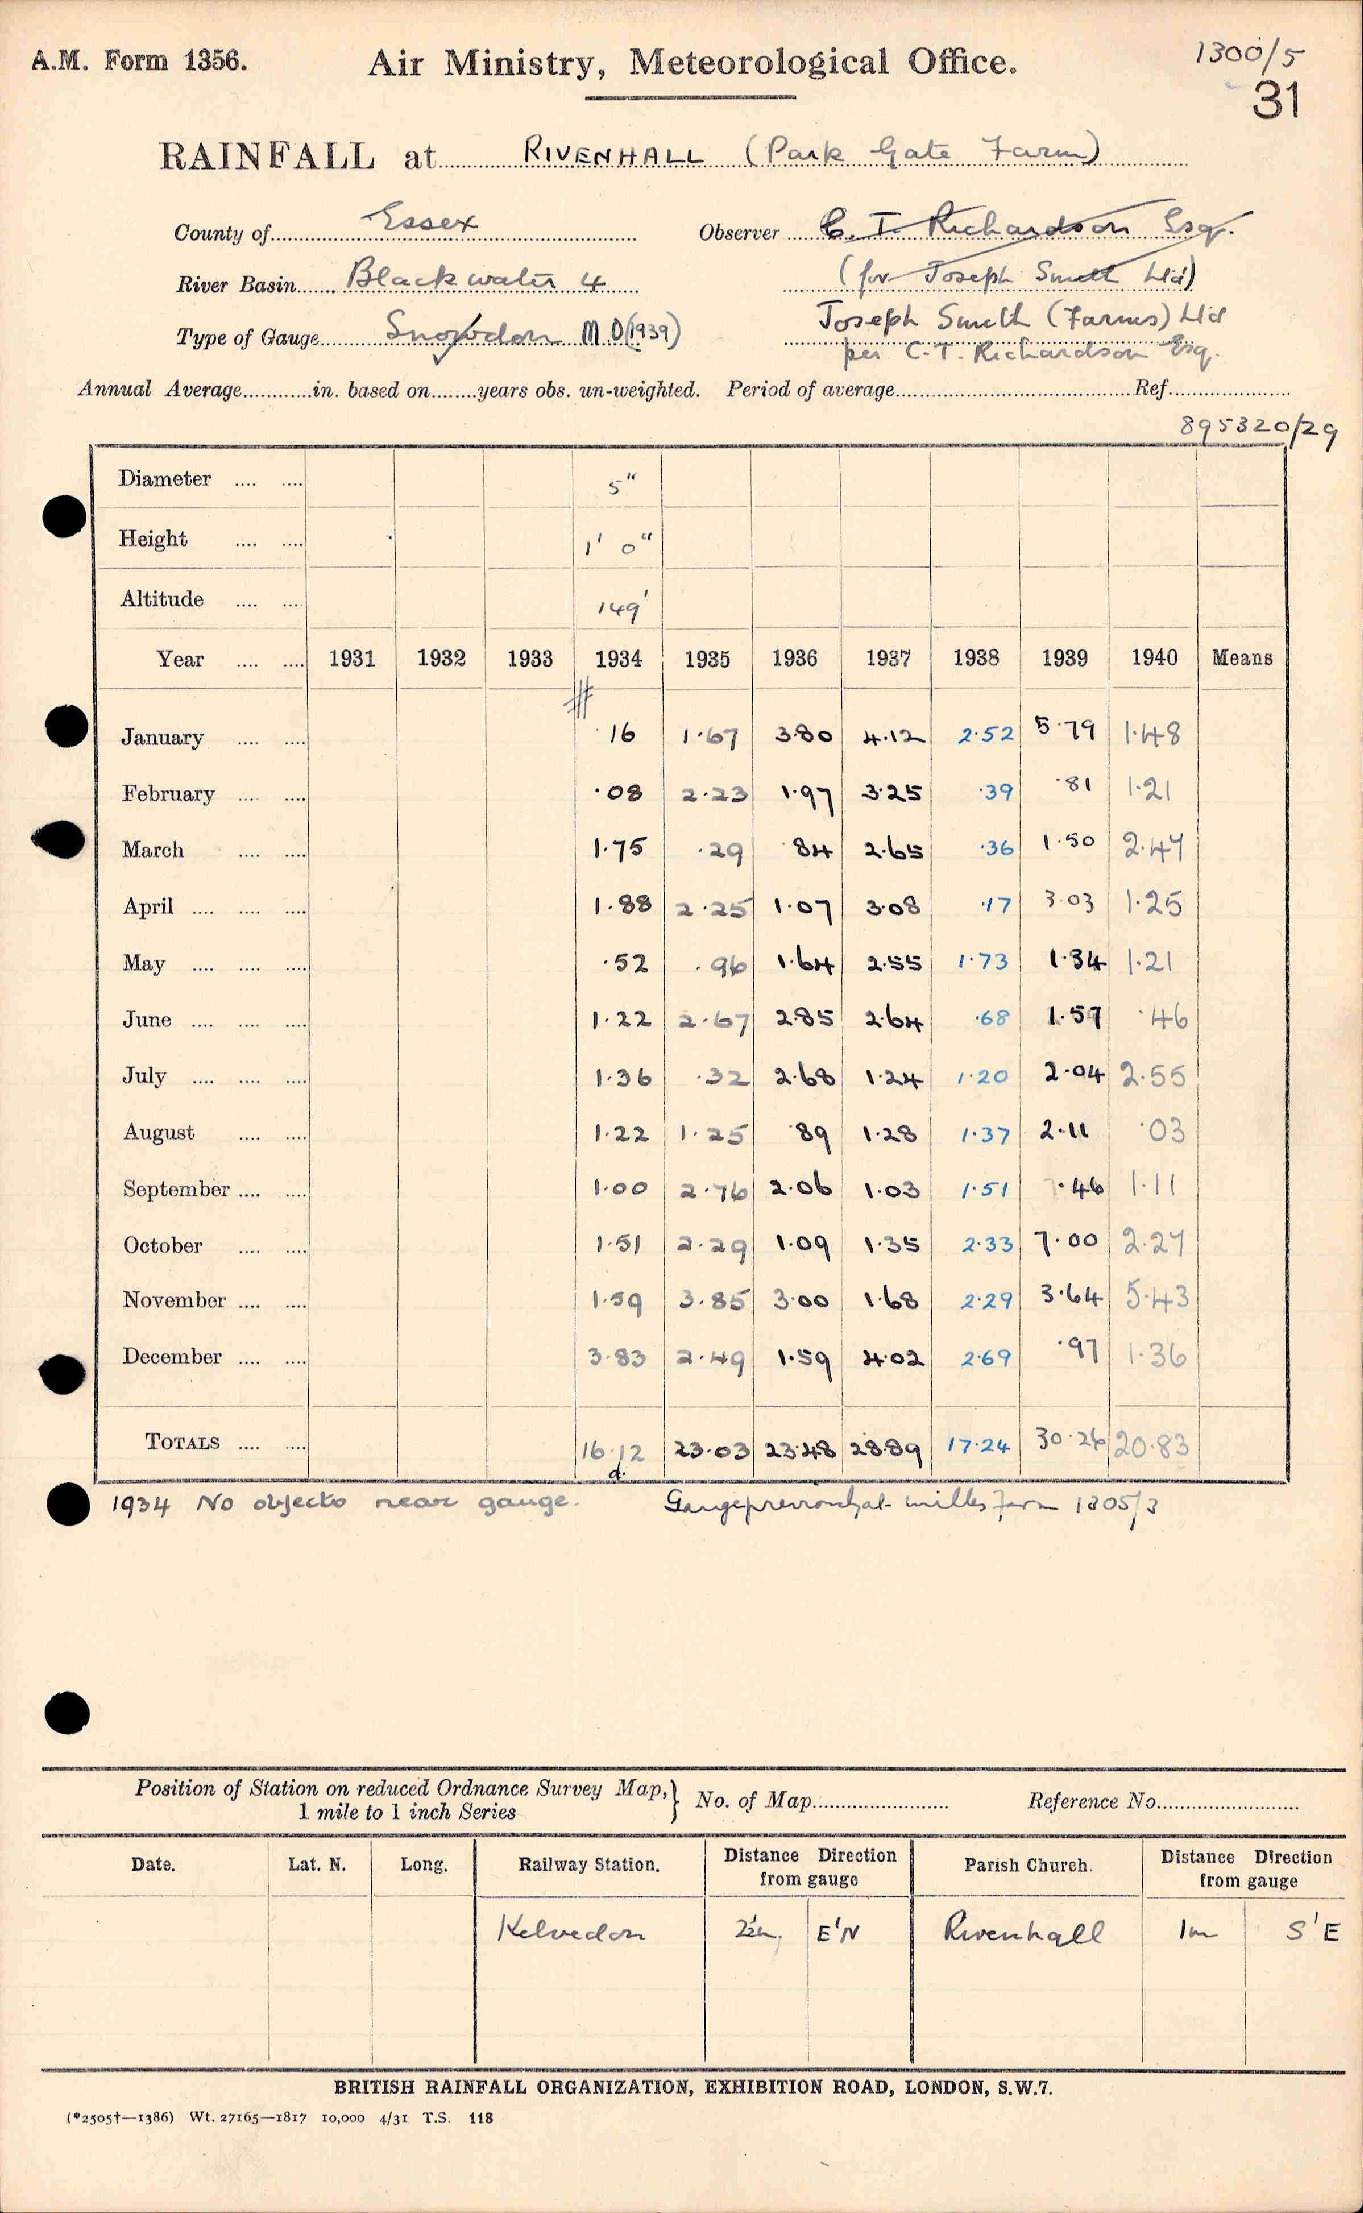 A.M. Form 1356.
Air Ministry, Meteorological Office.
1300/5
31
RAINFALL at RIVENHALL (Park Gate Farm)
County of Essex
Observer C. T. Richardson Esq.
River Basin Blackwater 4
(for Joseph Smith Ltd)
Type of Gauge Snowdon M O (1939)
Joseph Smith (Farms) Ltd
per C. T. Richardson Esq.
Annual Average............in. based on........years obs. un-weighted. Period of average.......... Ref..........
895320/29
Diameter 5"
Height 1' 0"
Altitude 149'
Year 1931 1932 1933 1934 1935 1936 1937 1938 1939 1940 Means
#
January ·16 1·67 3·80 4·12 2·52 5·79 1·48
February ·08 2·23 1·97 3·25 ·39 ·81 1·21
March 1·75 ·29 ·84 2·65 ·36 1·50 2·47
April 1·88 2·25 1·07 3·08 ·17 3·03 1·25
May ·52 ·96 1·64 2·55 1·73 1·34 1·21
June 1·22 2·67 2·85 2·64 ·68 1·57 ·46
July 1·36 ·32 2·68 1·24 1·20 2·04 2·55
August 1·22 1·25 ·89 1·28 1·37 2·11 ·03
September 1·00 2·76 2·06 1·03 1·51 ·46 1·11
October 1·51 2·29 1·09 1·35 2·33 7·00 2·27
November 1·59 3·85 3·00 1·68 2·29 3·64 5·43
December 3·83 2·49 1·59 4·02 2·69 ·97 1·36
TOTALS 16·12 23·03 23·48 28·89 17·24 30·26 20·83
d.
1934 No objects near gauge. Gauge previously at Mills Farm 1305/3
Position of Station on reduced Ordnance Survey Map,
1 mile to 1 inch Series
No. of Map........ Reference No........
Date. Lat. N. Long. Railway Station. Distance Direction from gauge Parish Church. Distance Direction from gauge
Kelvedon 2½m E'N Rivenhall 1m S'E
BRITISH RAINFALL ORGANIZATION, EXHIBITION ROAD, LONDON, S.W.7.
(*2505†—1386) Wt. 27165—1817 10,000 4/31 T.S. 118